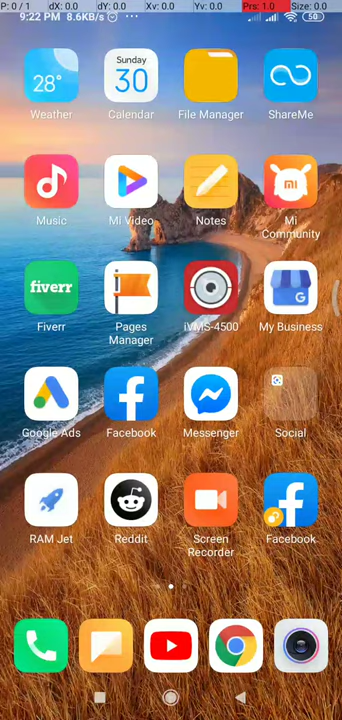 P: 0 / 1 dX: 0.0 dY: 0.0 Xv: 0.0 Yv: 0.0 Prs: 1.0 Size: 0.0
9:22 PM 8.6KB/s ... 50
28°
Sunday
30
Weather Calendar File Manager ShareMe
mi
Music Mi Video Notes Mi Community
fiverr
G
Fiverr Pages Manager iVMS-4500 My Business
Google Ads Facebook Messenger Social
RAM Jet Reddit Screen Recorder Facebook